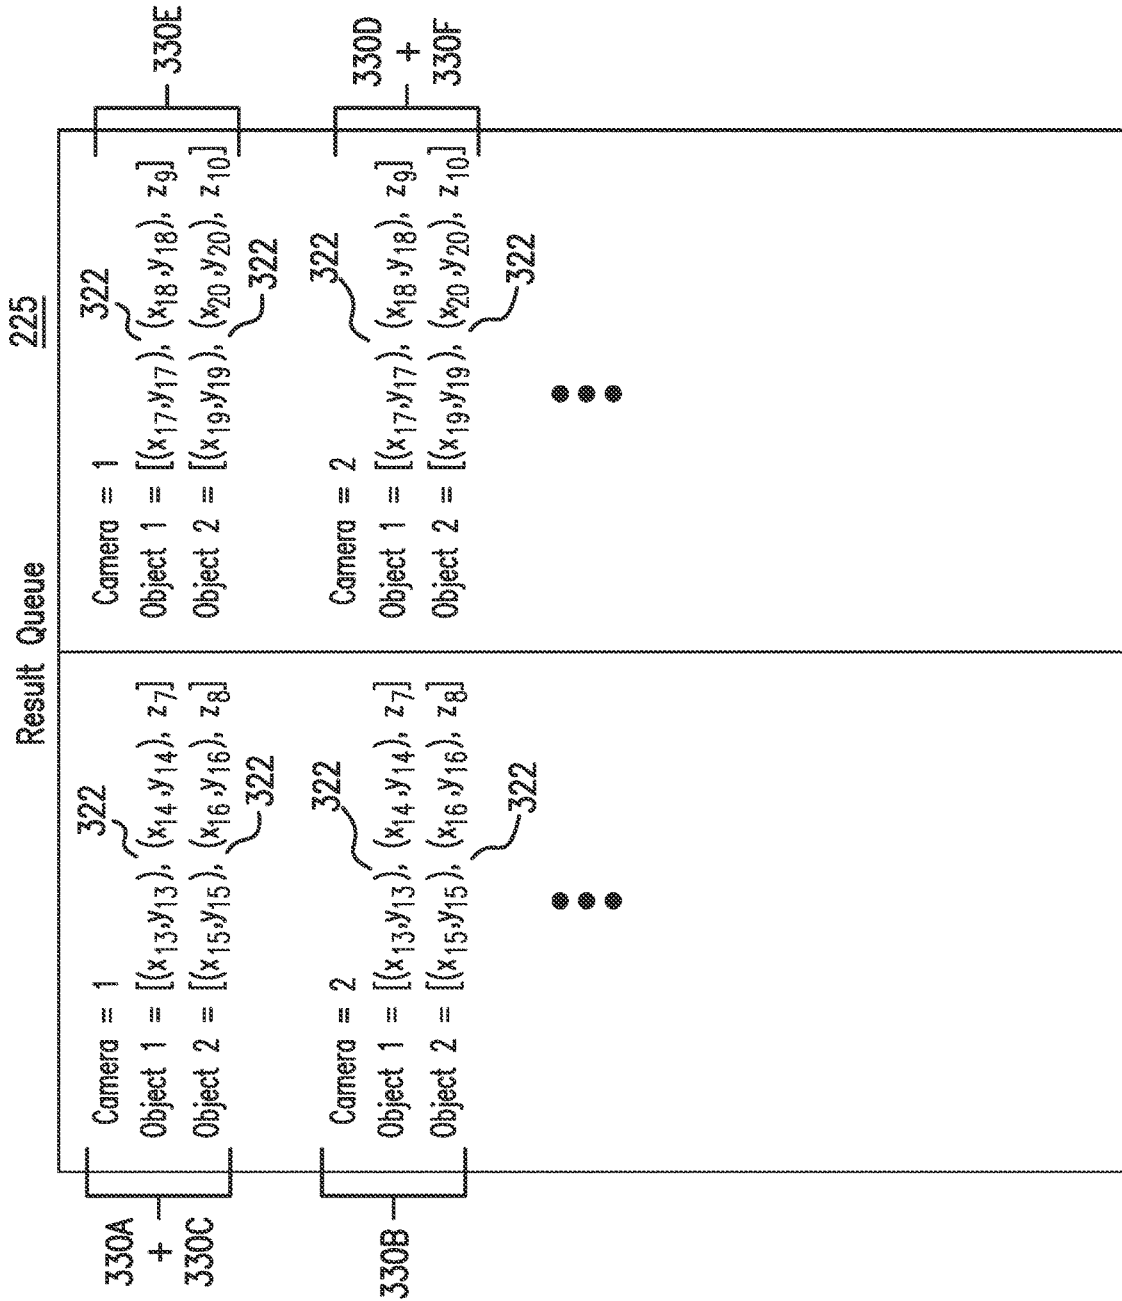 Result Queue
225
330A
+
330C
Camera = 1
322
Object 1 = [(x13,y13), (x14,y14), z7]
Object 2 = [(x15,y15), (x16,y16), z8]
322
330B
Camera = 2
322
Object 1 = [(x13,y13), (x14,y14), z7]
Object 2 = [(x15,y15), (x16,y16), z8]
322
Camera = 1
322
Object 1 = [(x17,y17), (x18,y18), z9]
Object 2 = [(x19,y19), (x20,y20), z10]
322
330E
Camera = 2
322
Object 1 = [(x17,y17), (x18,y18), z9]
Object 2 = [(x19,y19), (x20,y20), z10]
322
330D
+
330F